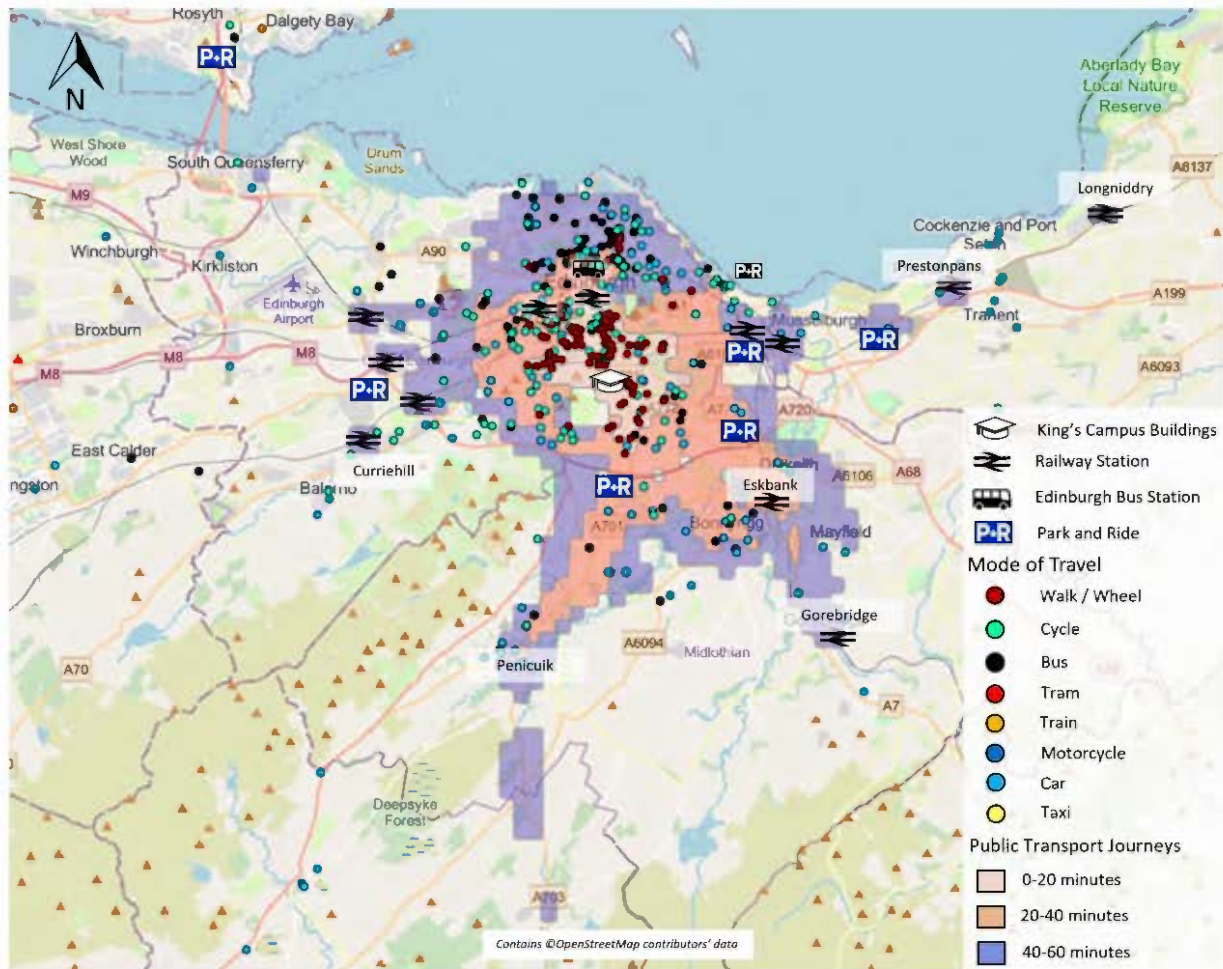 Rosyth
Dalgety Bay
P+R
N
Aberlady Bay
Local Nature
Reserve
West Shore
Wood
South Queensferry
Drum
Sands
A6137
M9
Longniddry
Cockenzie and Port
Seton
Winchburgh
Kirkliston
A90
P+R
Prestonpans
Edinburgh
Airport
A199
Broxburn
Musselburgh
Tranent
M8
M8
P+R
P+R
A6093
M8
P+R
A720
P+R
East Calder
Curriehill
A68
A6106
Eskbank
P+R
Balerno
A701
Mayfield
Gorebridge
A6094
Midlothian
A70
Penicuik
A7
Deepsyke
Forest
A703
Contains ©OpenStreetMap contributors' data
King's Campus Buildings
Railway Station
Edinburgh Bus Station
P+R Park and Ride
Mode of Travel
Walk / Wheel
Cycle
Bus
Tram
Train
Motorcycle
Car
Taxi
Public Transport Journeys
0-20 minutes
20-40 minutes
40-60 minutes